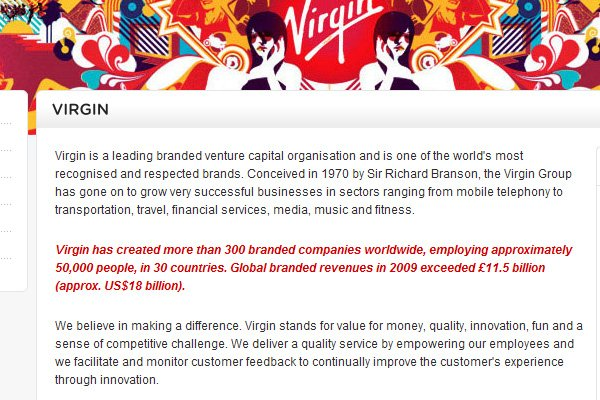 Virgin
VIRGIN
Virgin is a leading branded venture capital organisation and is one of the world's most
recognised and respected brands. Conceived in 1970 by Sir Richard Branson, the Virgin Group
has gone on to grow very successful businesses in sectors ranging from mobile telephony to
transportation, travel, financial services, media, music and fitness.
Virgin has created more than 300 branded companies worldwide, employing approximately
50,000 people, in 30 countries. Global branded revenues in 2009 exceeded £11.5 billion
(approx. US$18 billion).
We believe in making a difference. Virgin stands for value for money, quality, innovation, fun and a
sense of competitive challenge. We deliver a quality service by empowering our employees and
we facilitate and monitor customer feedback to continually improve the customer's experience
through innovation.